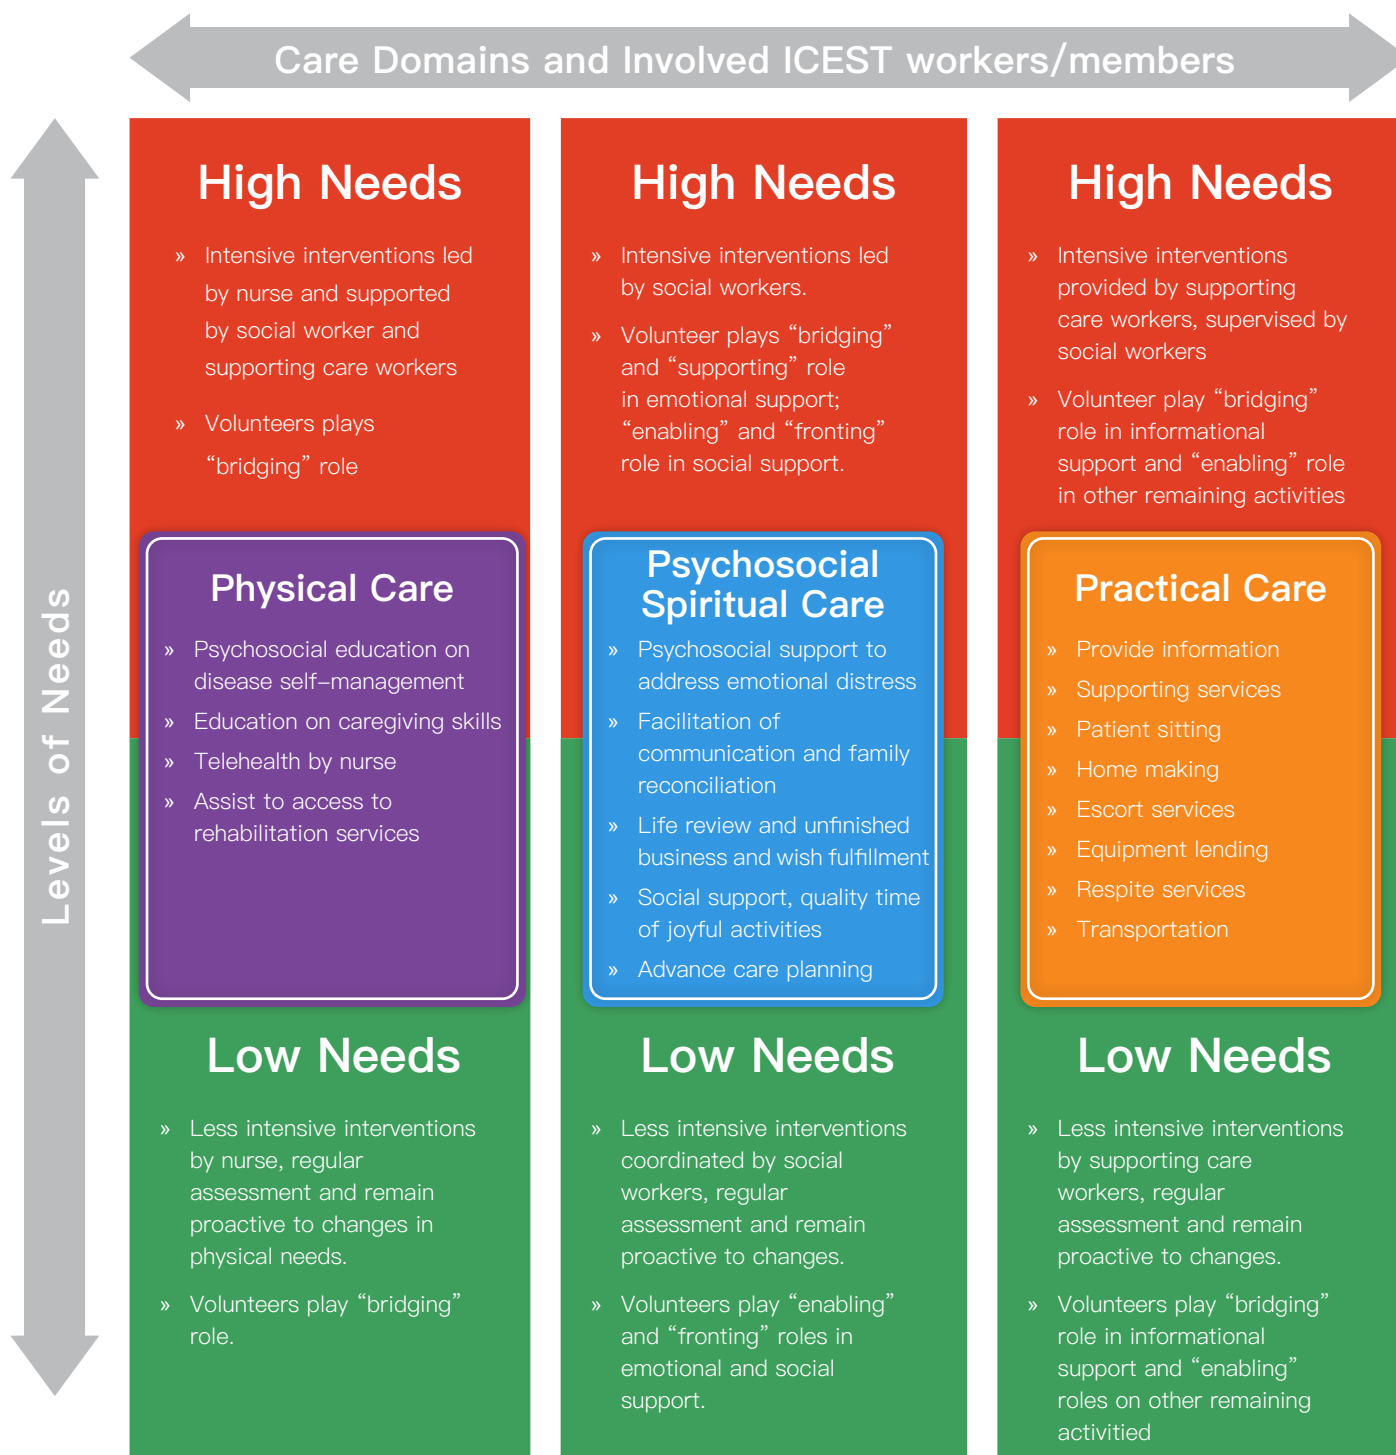 Care Domains and Involved ICEST workers/members
Levels of Needs
High Needs
» Intensive interventions led
by nurse and supported
by social worker and
supporting care workers
» Volunteers plays
“bridging” role
Physical Care
» Psychosocial education on
disease self-management
» Education on caregiving skills
» Telehealth by nurse
» Assist to access to
rehabilitation services
Low Needs
» Less intensive interventions
by nurse, regular
assessment and remain
proactive to changes in
physical needs.
» Volunteers play “bridging”
role.
High Needs
» Intensive interventions led
by social workers.
» Volunteer plays “bridging”
and “supporting” role
in emotional support;
“enabling” and “fronting”
role in social support.
Psychosocial
Spiritual Care
» Psychosocial support to
address emotional distress
» Facilitation of
communication and family
reconciliation
» Life review and unfinished
business and wish fulfillment
» Social support, quality time
of joyful activities
» Advance care planning
Low Needs
» Less intensive interventions
coordinated by social
workers, regular
assessment and remain
proactive to changes.
» Volunteers play “enabling”
and “fronting” roles in
emotional and social
support.
High Needs
» Intensive interventions
provided by supporting
care workers, supervised by
social workers
» Volunteer play “bridging”
role in informational
support and “enabling” role
in other remaining activities
Practical Care
» Provide information
» Supporting services
» Patient sitting
» Home making
» Escort services
» Equipment lending
» Respite services
» Transportation
Low Needs
» Less intensive interventions
by supporting care
workers, regular
assessment and remain
proactive to changes.
» Volunteers play “bridging”
role in informational
support and “enabling”
roles on other remaining
activitied